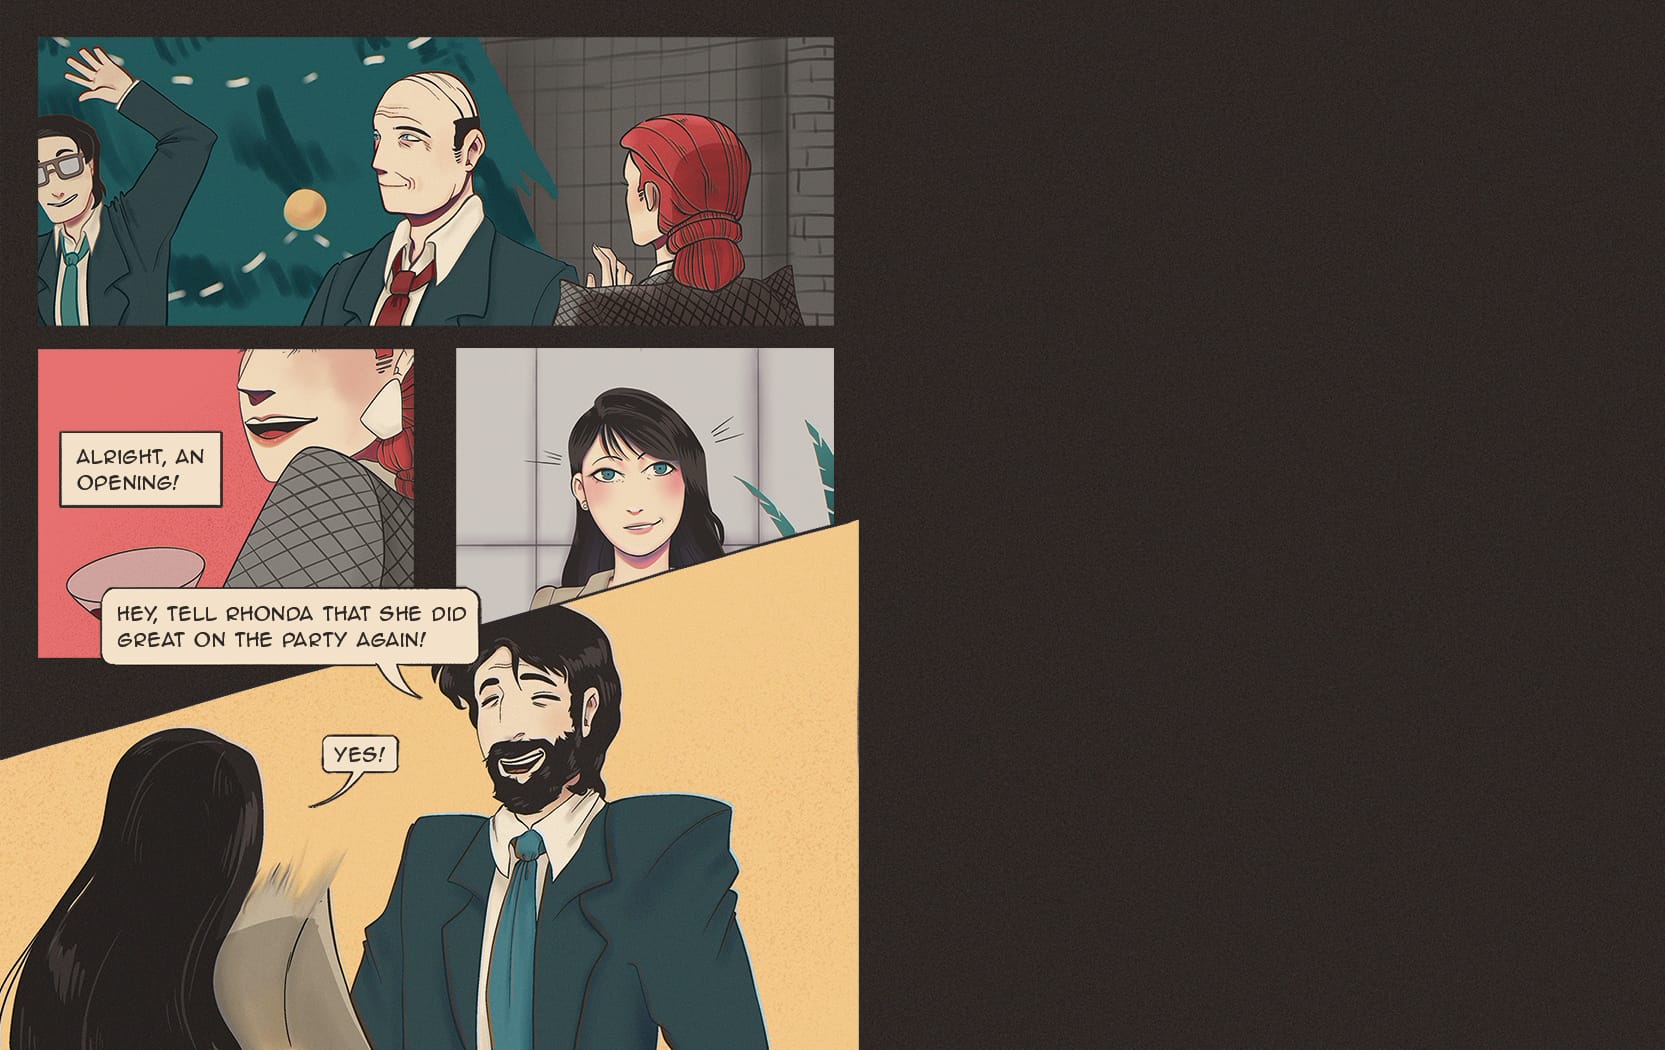 ALRIGHT, AN
OPENING!
HEY, TELL RHONDA THAT SHE DID
GREAT ON THE PARTY AGAIN!
YES!